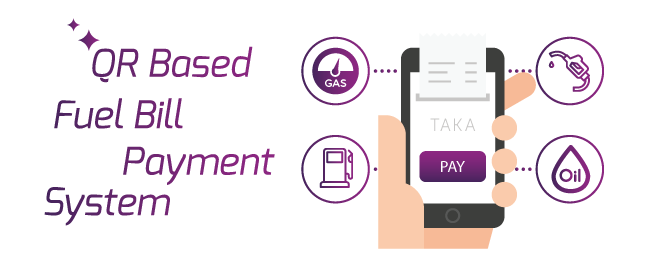 QR Based
Fuel Bill
Payment
System
GAS
TAKA
PAY
Oil